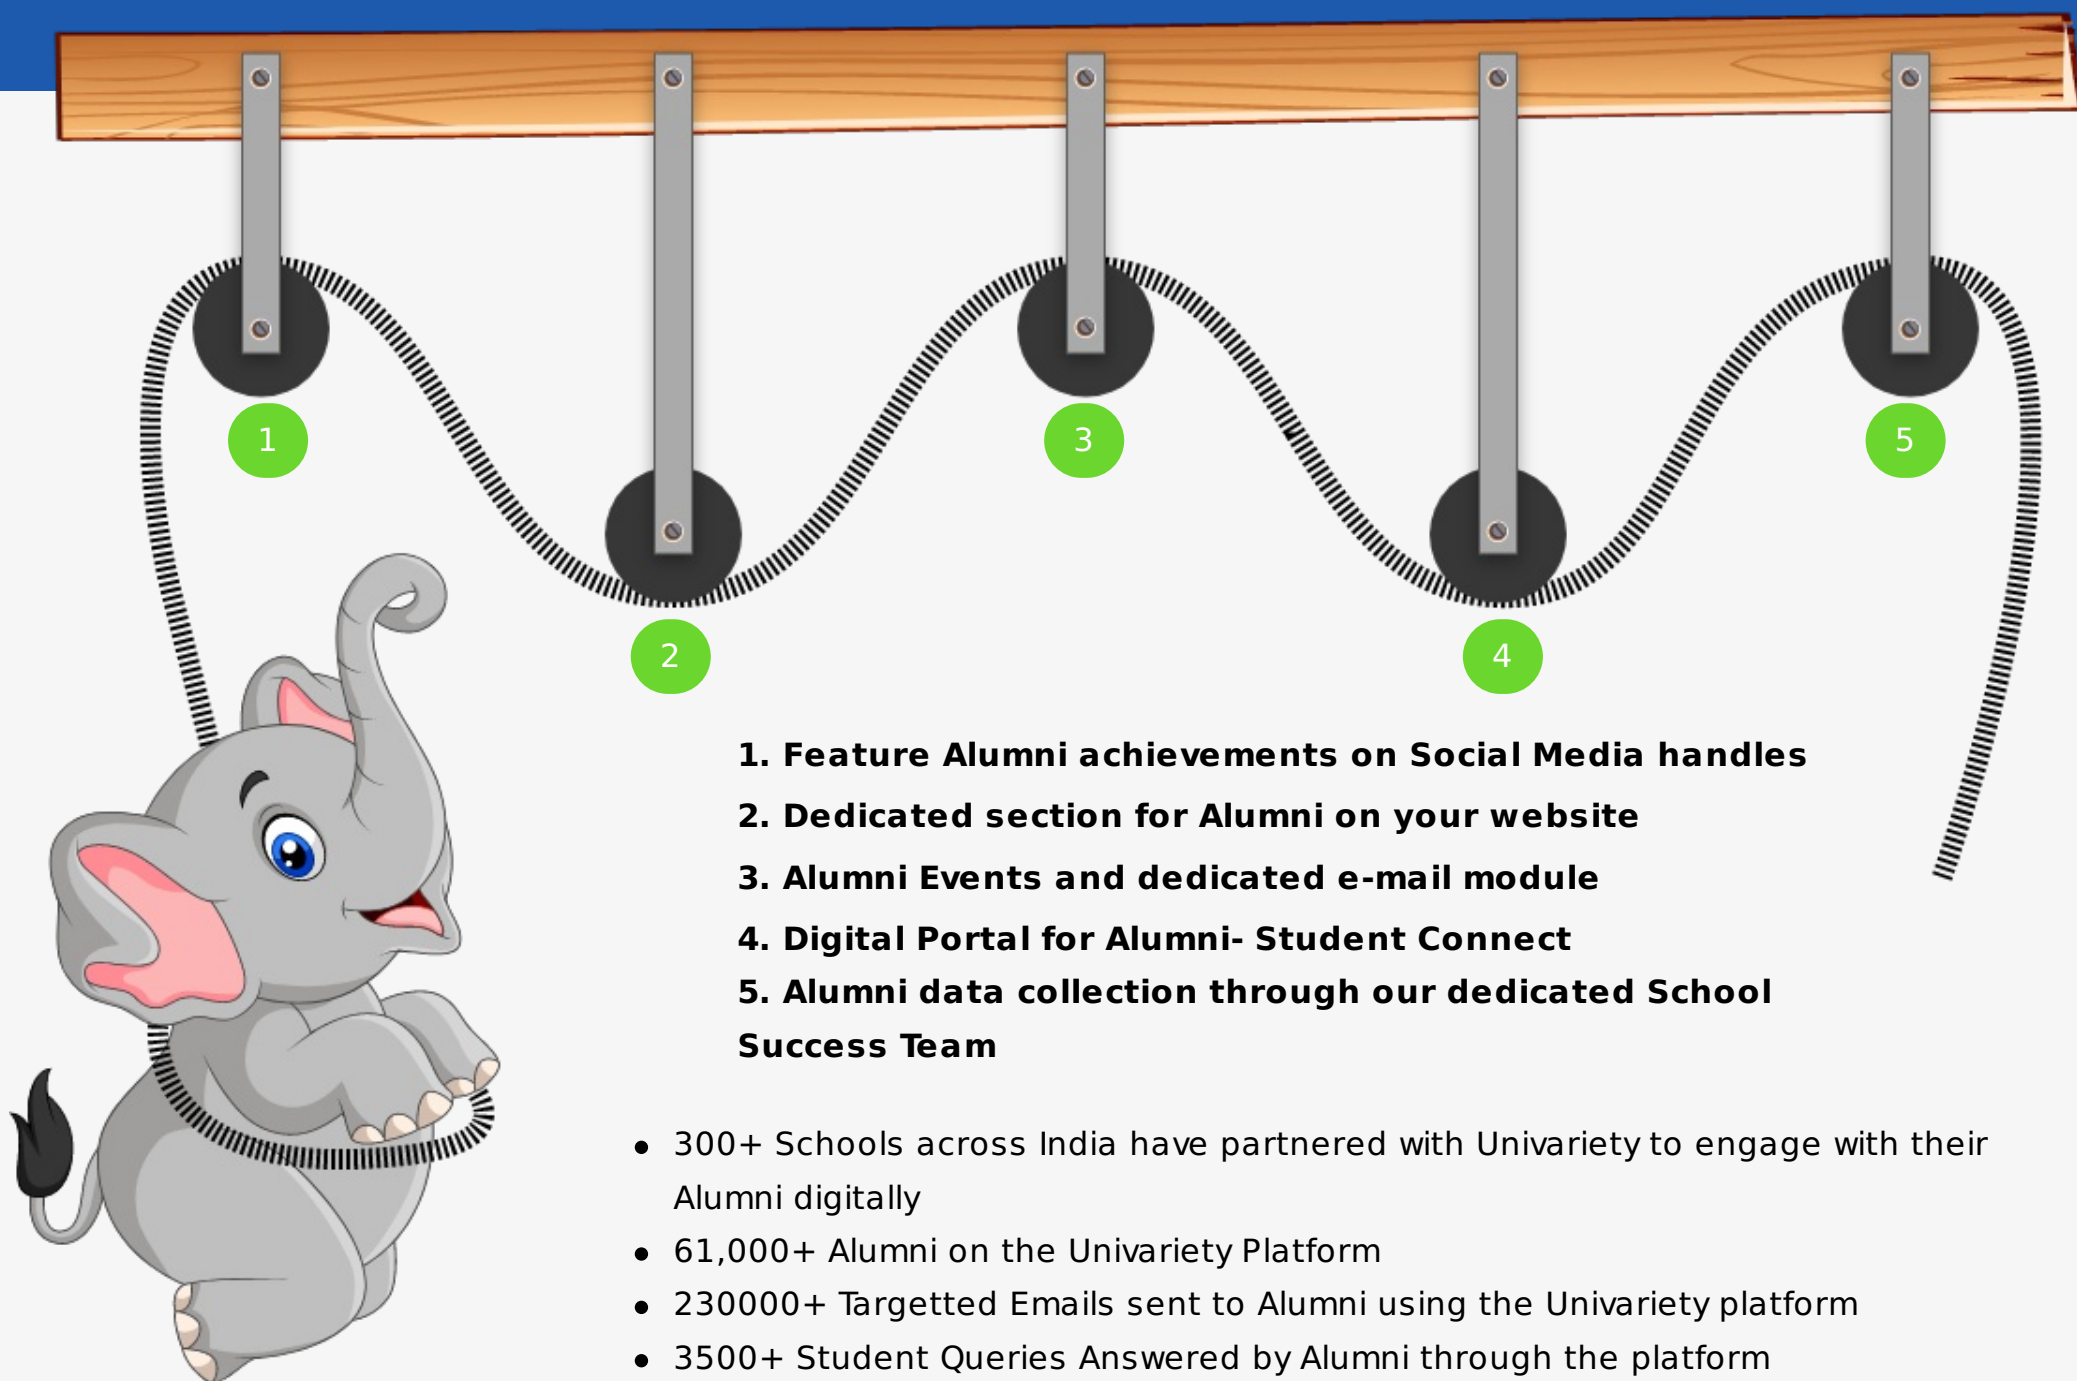 1
3
5
2
4
1. Feature Alumni achievements on Social Media handles
2. Dedicated section for Alumni on your website
3. Alumni Events and dedicated e-mail module
4. Digital Portal for Alumni- Student Connect
5. Alumni data collection through our dedicated School
Success Team
• 300+ Schools across India have partnered with Univariety to engage with their
Alumni digitally
• 61,000+ Alumni on the Univariety Platform
• 230000+ Targetted Emails sent to Alumni using the Univariety platform
• 3500+ Student Queries Answered by Alumni through the platform